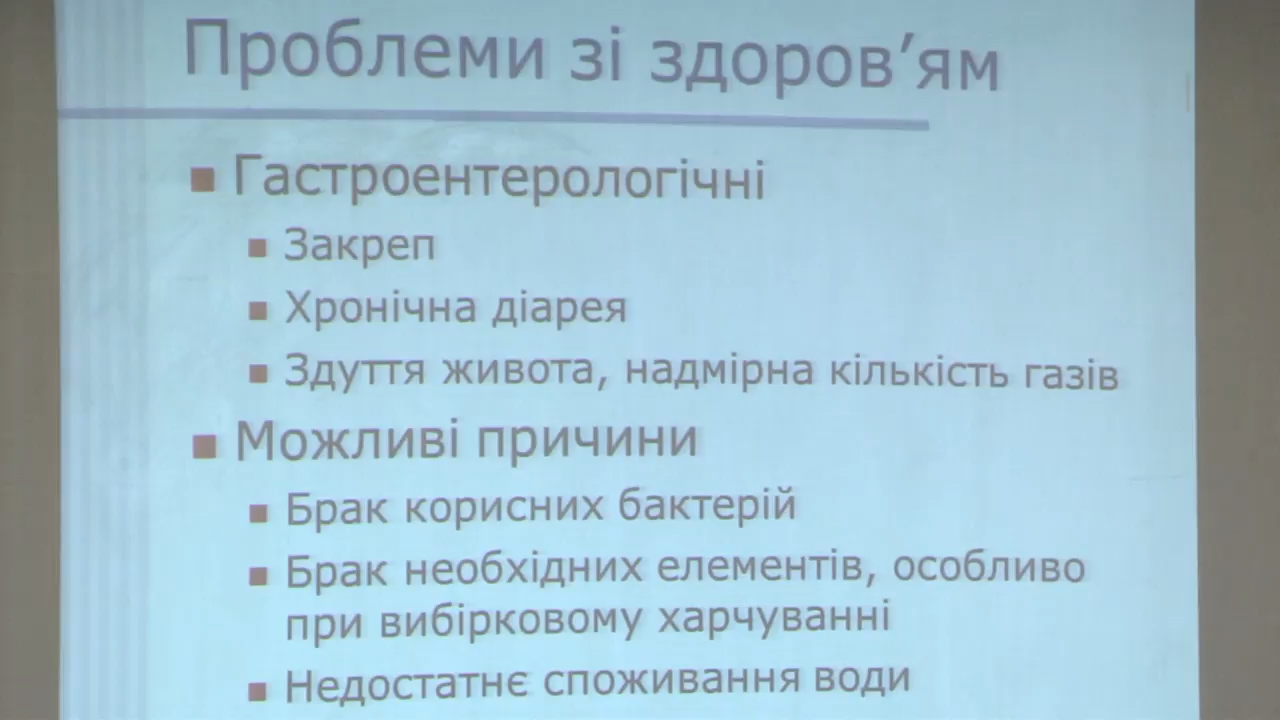 Проблеми зі здоров’ям
Гастроентерологічні
Закреп
Хронічна діарея
Здуття живота, надмірна кількість газів
Можливі причини
Брак корисних бактерій
Брак необхідних елементів, особливо
при вибірковому харчуванні
Недостатнє споживання води